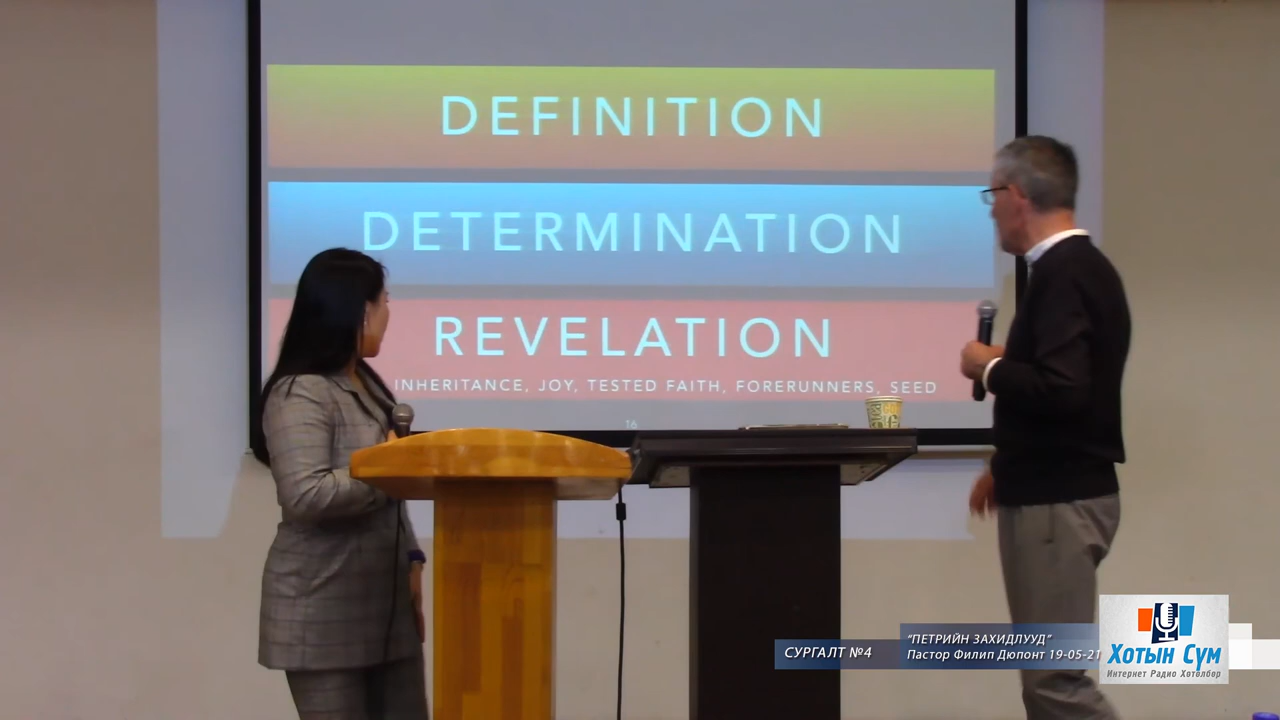 DEFINITION
DETERMINATION
REVELATION
INHERITANCE, JOY, TESTED FAITH, FORERUNNERS, SEED
16
СУРГАЛТ №4
"ПЕТРИЙН ЗАХИДЛУУД"
Пастор Филип Дюпонт 19-05-21
Хотын Сүм
Интернет Радио Хөтөлбөр